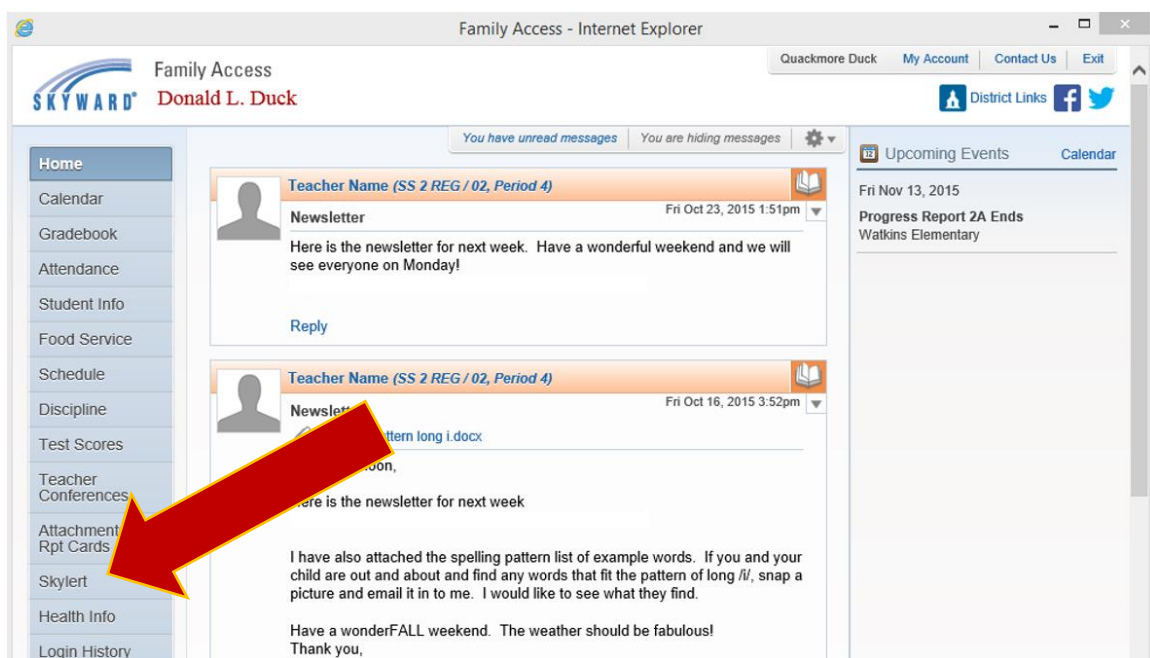 Family Access - Internet Explorer
Quackmore Duck My Account Contact Us Exit
SKYWARD® Family Access
Donald L. Duck
District Links
You have unread messages You are hiding messages
Home
Calendar
Gradebook
Attendance
Student Info
Food Service
Schedule
Discipline
Test Scores
Teacher
Conferences
Attachment
Rpt Cards
Skylert
Health Info
Login History
Teacher Name (SS 2 REG / 02, Period 4)
Newsletter Fri Oct 23, 2015 1:51pm
Here is the newsletter for next week. Have a wonderful weekend and we will
see everyone on Monday!
Reply
Teacher Name (SS 2 REG / 02, Period 4)
Fri Oct 16, 2015 3:52pm
long i.docx
is the newsletter for next week
I have also attached the spelling pattern list of example words. If you and your
child are out and about and find any words that fit the pattern of long /i/, snap a
picture and email it in to me. I would like to see what they find.
Have a wonderFALL weekend. The weather should be fabulous!
Thank you,
12 Upcoming Events Calendar
Fri Nov 13, 2015
Progress Report 2A Ends
Watkins Elementary